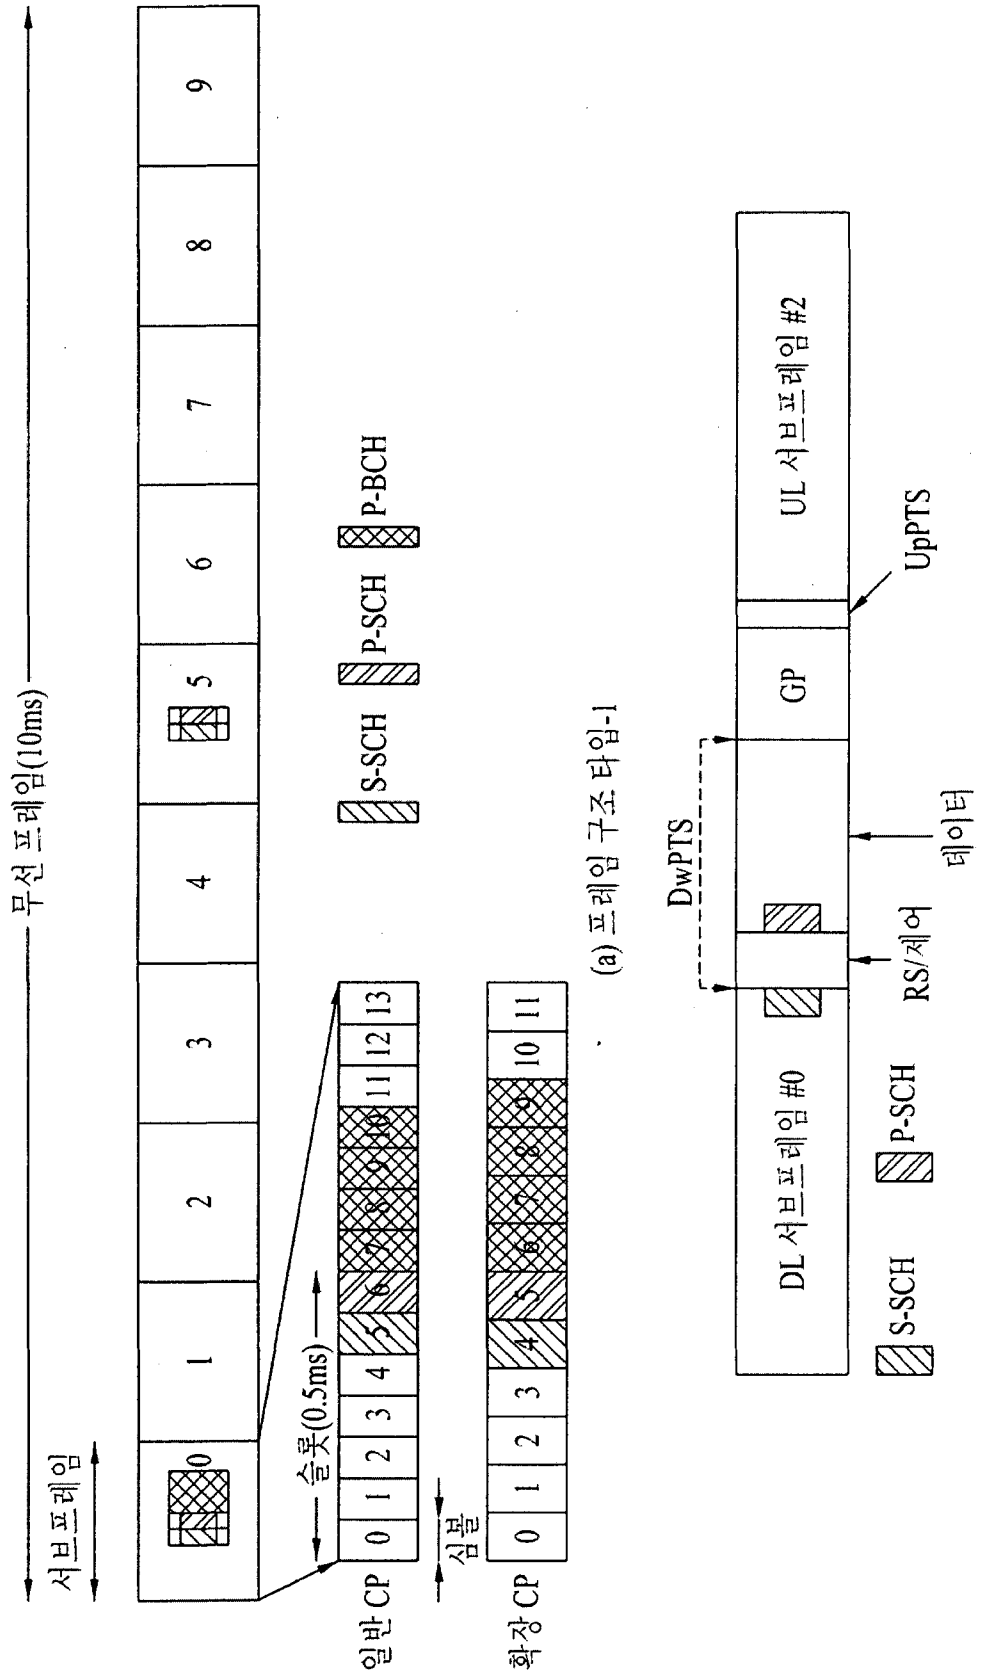 무선 프레임(10ms)
서브프레임
0 1 2 3 4 5 6 7 8 9
슬롯(0.5ms)
일반 CP 0 1 2 3 4 5 6 7 8 9 10 11 12 13
S-SCH P-SCH P-BCH
심볼
확장 CP 0 1 2 3 4 5 6 7 8 9 10 11
(a) 프레임 구조 타입-1
DwPTS
DL 서브프레임 #0 GP UL 서브프레임 #2
RS/제어 데이터 UpPTS
S-SCH P-SCH